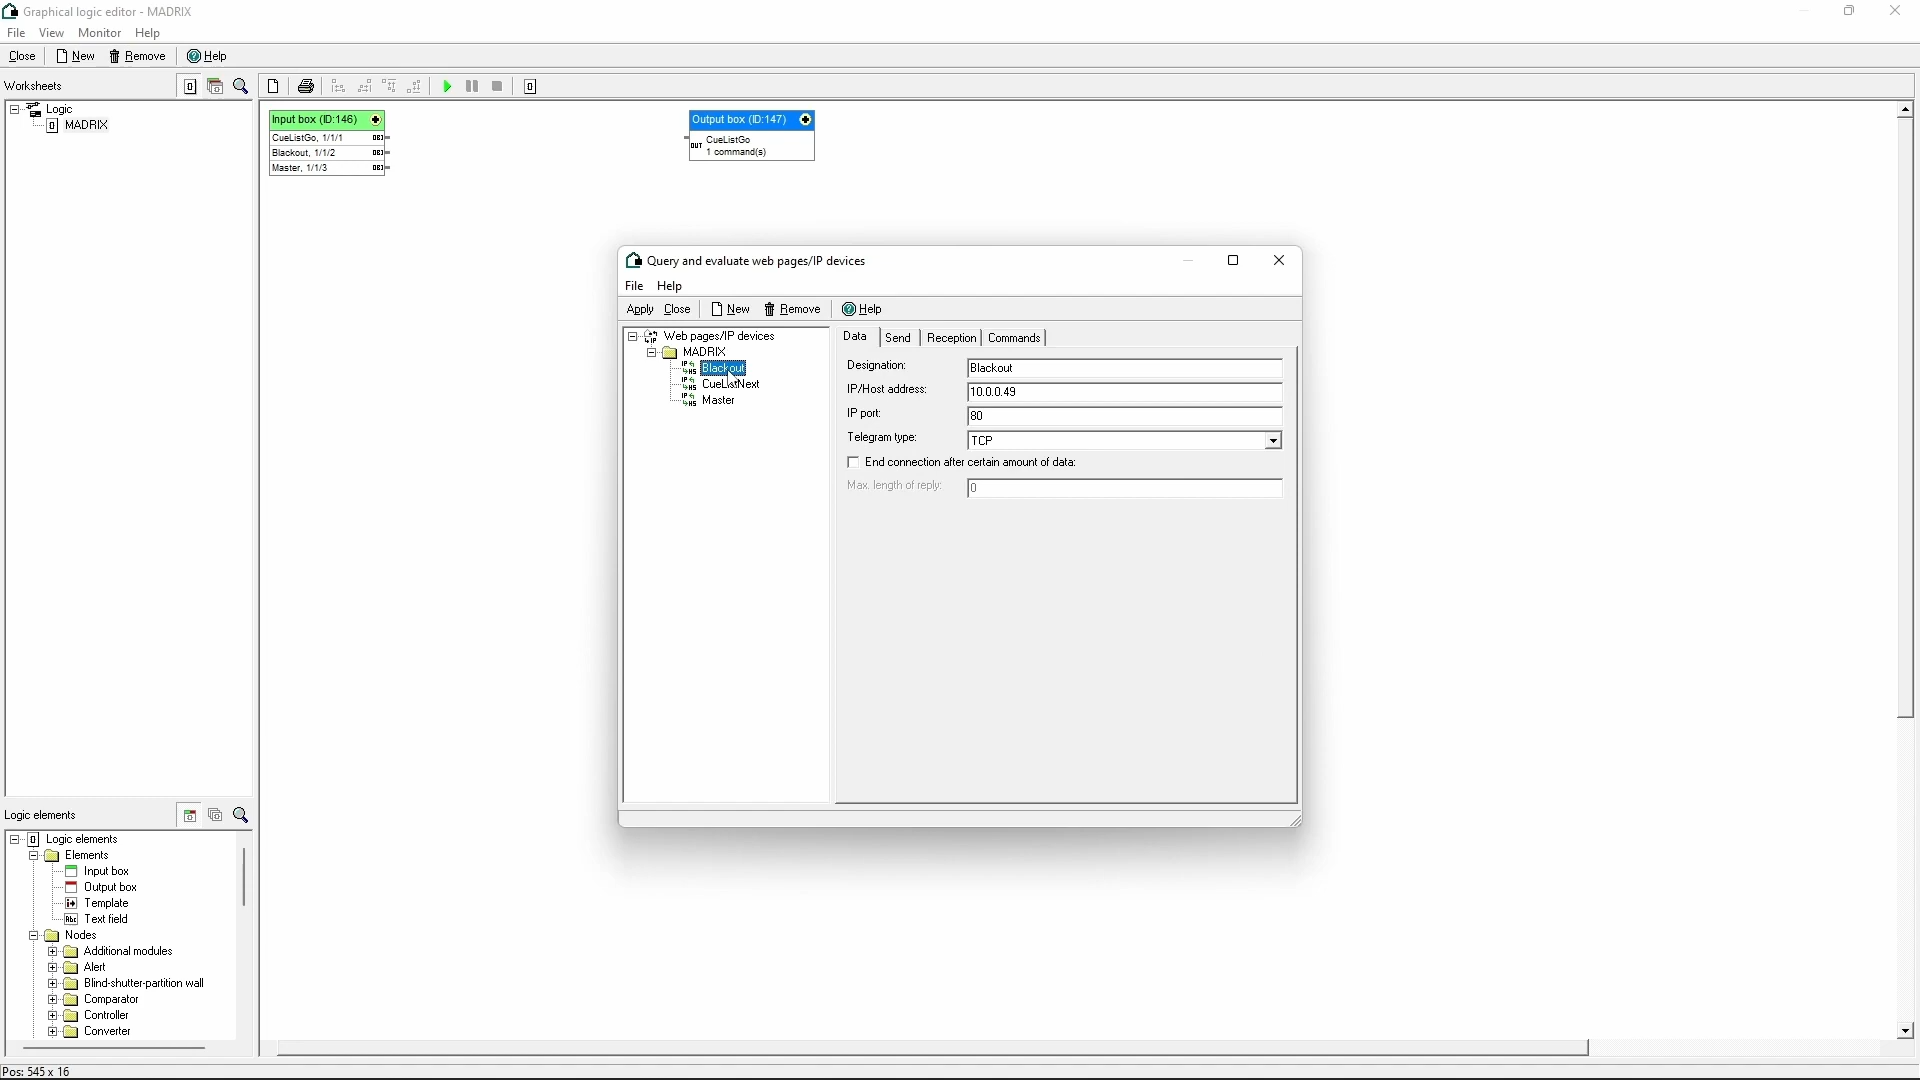 Graphical logic editor - MADRIX
File View Monitor Help
Close New Remove Help
Worksheets
Logic
MADRIX
Input box (ID:146)
CueListGo, 1/1/1 OBJ
Blackout, 1/1/2 OBJ
Master, 1/1/3 OBJ
Output box (ID:147)
OUT CueListGo
1 command(s)
Query and evaluate web pages/IP devices
File Help
Apply Close New Remove Help
Web pages/IP devices
MADRIX
Blackout
CueListNext
Master
Data Send Reception Commands
Designation: Blackout
IP/Host address: 10.0.0.49
IP port: 80
Telegram type: TCP
End connection after certain amount of data:
Max. length of reply: 0
Logic elements
Logic elements
Elements
Input box
Output box
Template
Abc Text field
Nodes
Additional modules
Alert
Blind-shutter-partition wall
Comparator
Controller
Converter
Pos: 545 x 16